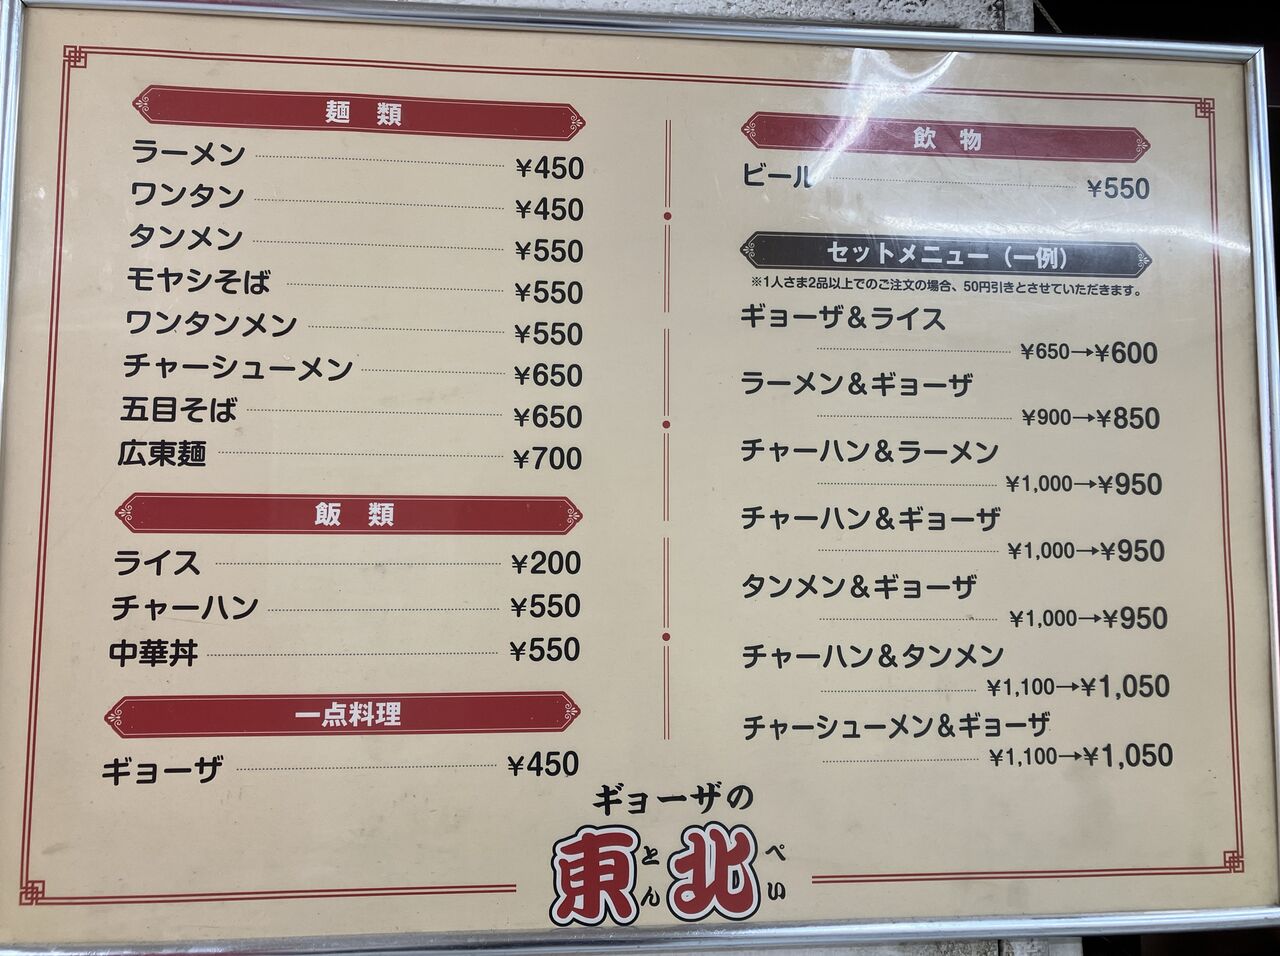 麺類
ラーメン ¥450
ワンタン ¥450
タンメン ¥550
モヤシそば ¥550
ワンタンメン ¥550
チャーシューメン ¥650
五目そば ¥650
広東麺 ¥700
飯類
ライス ¥200
チャーハン ¥550
中華丼 ¥550
一点料理
ギョーザ ¥450
飲物
ビール ¥550
セットメニュー（一例）
※1人さま2品以上でのご注文の場合、50円引きとさせていただきます。
ギョーザ＆ライス
¥650→¥600
ラーメン＆ギョーザ
¥900→¥850
チャーハン＆ラーメン
¥1,000→¥950
チャーハン＆ギョーザ
¥1,000→¥950
タンメン＆ギョーザ
¥1,000→¥950
チャーハン＆タンメン
¥1,100→¥1,050
チャーシューメン＆ギョーザ
¥1,100→¥1,050
ギョーザの
東とん北ぺい